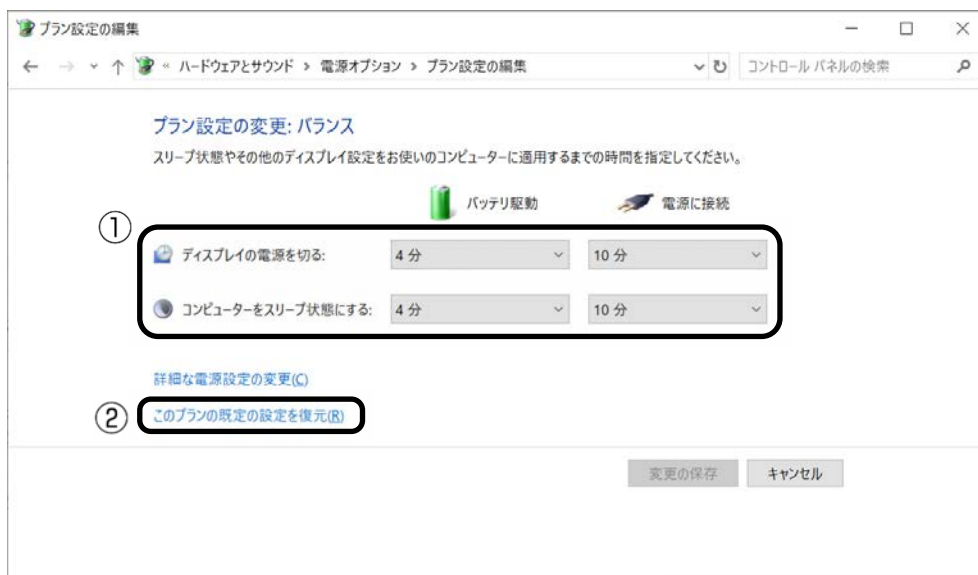 プラン設定の編集
« ハードウェアとサウンド › 電源オプション › プラン設定の編集 コントロール パネルの検索
プラン設定の変更: バランス
スリープ状態やその他のディスプレイ設定をお使いのコンピューターに適用するまでの時間を指定してください。
バッテリ駆動 電源に接続
①
ディスプレイの電源を切る: 4 分 10 分
コンピューターをスリープ状態にする: 4 分 10 分
詳細な電源設定の変更(C)
② このプランの既定の設定を復元(R)
変更の保存 キャンセル